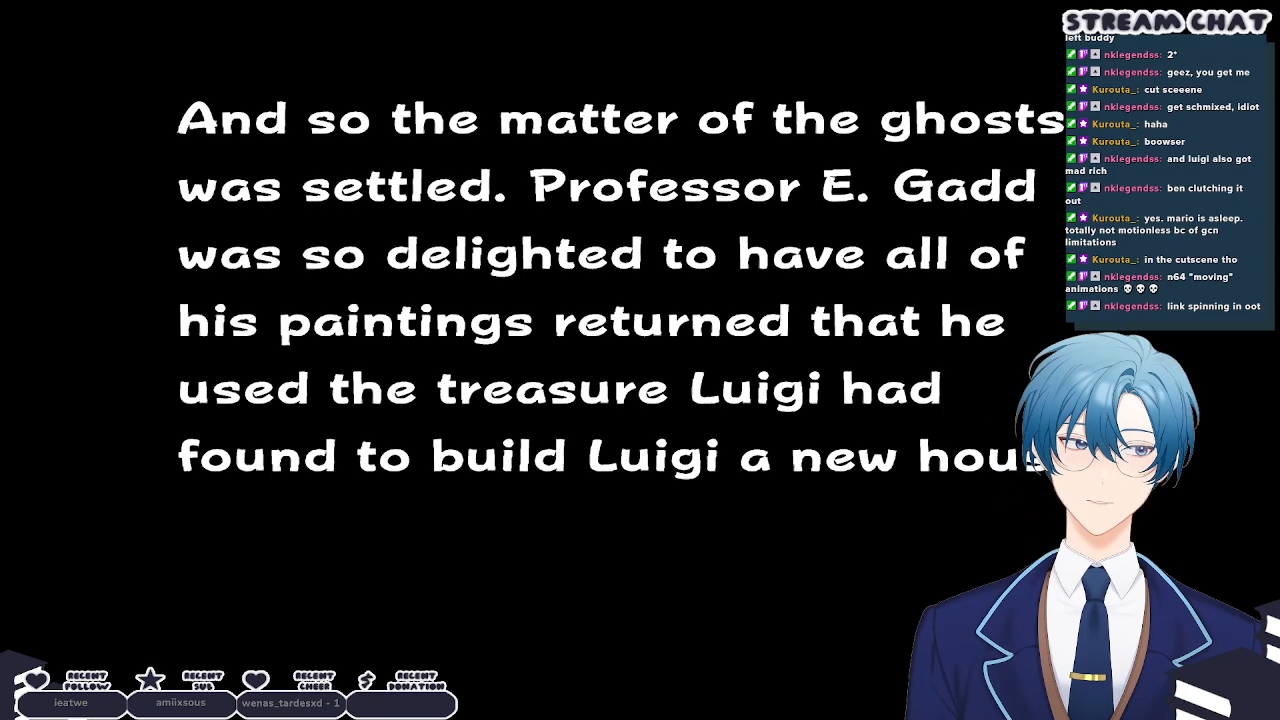 And so the matter of the ghosts
was settled. Professor E. Gadd
was so delighted to have all of
his paintings returned that he
used the treasure Luigi had
found to build Luigi a new
STREAM CHAT
left buddy
nklegendss: 2*
nklegendss: geez, you get me
Kurouta_: cut sceeene
nklegendss: get schmixed, idiot
Kurouta_: haha
Kurouta_: boowser
nklegendss: and luigi also got
mad rich
nklegendss: ben clutching it
out
Kurouta_: yes. mario is asleep.
totally not motionless bc of gcn
limitations
Kurouta_: in the cutscene tho
nklegendss: n64 "moving"
animations 💀 💀 💀
nklegendss: link spinning in oot
RECENT FOLLOW
ieatwe
RECENT SUB
amiixsous
RECENT CHEER
wenas_tardesxd - 1
RECENT DONATION